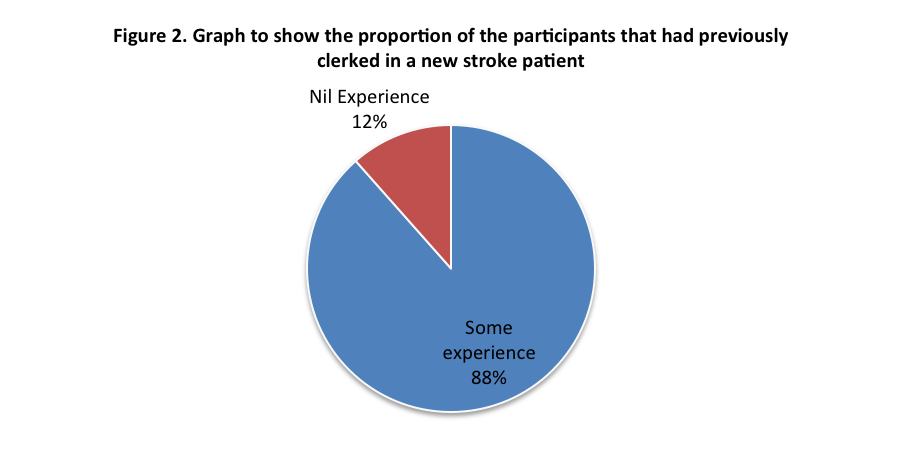 Figure 2. Graph to show the proportion of the participants that had previously
clerked in a new stroke patient
Nil Experience
12%
Some
experience
88%